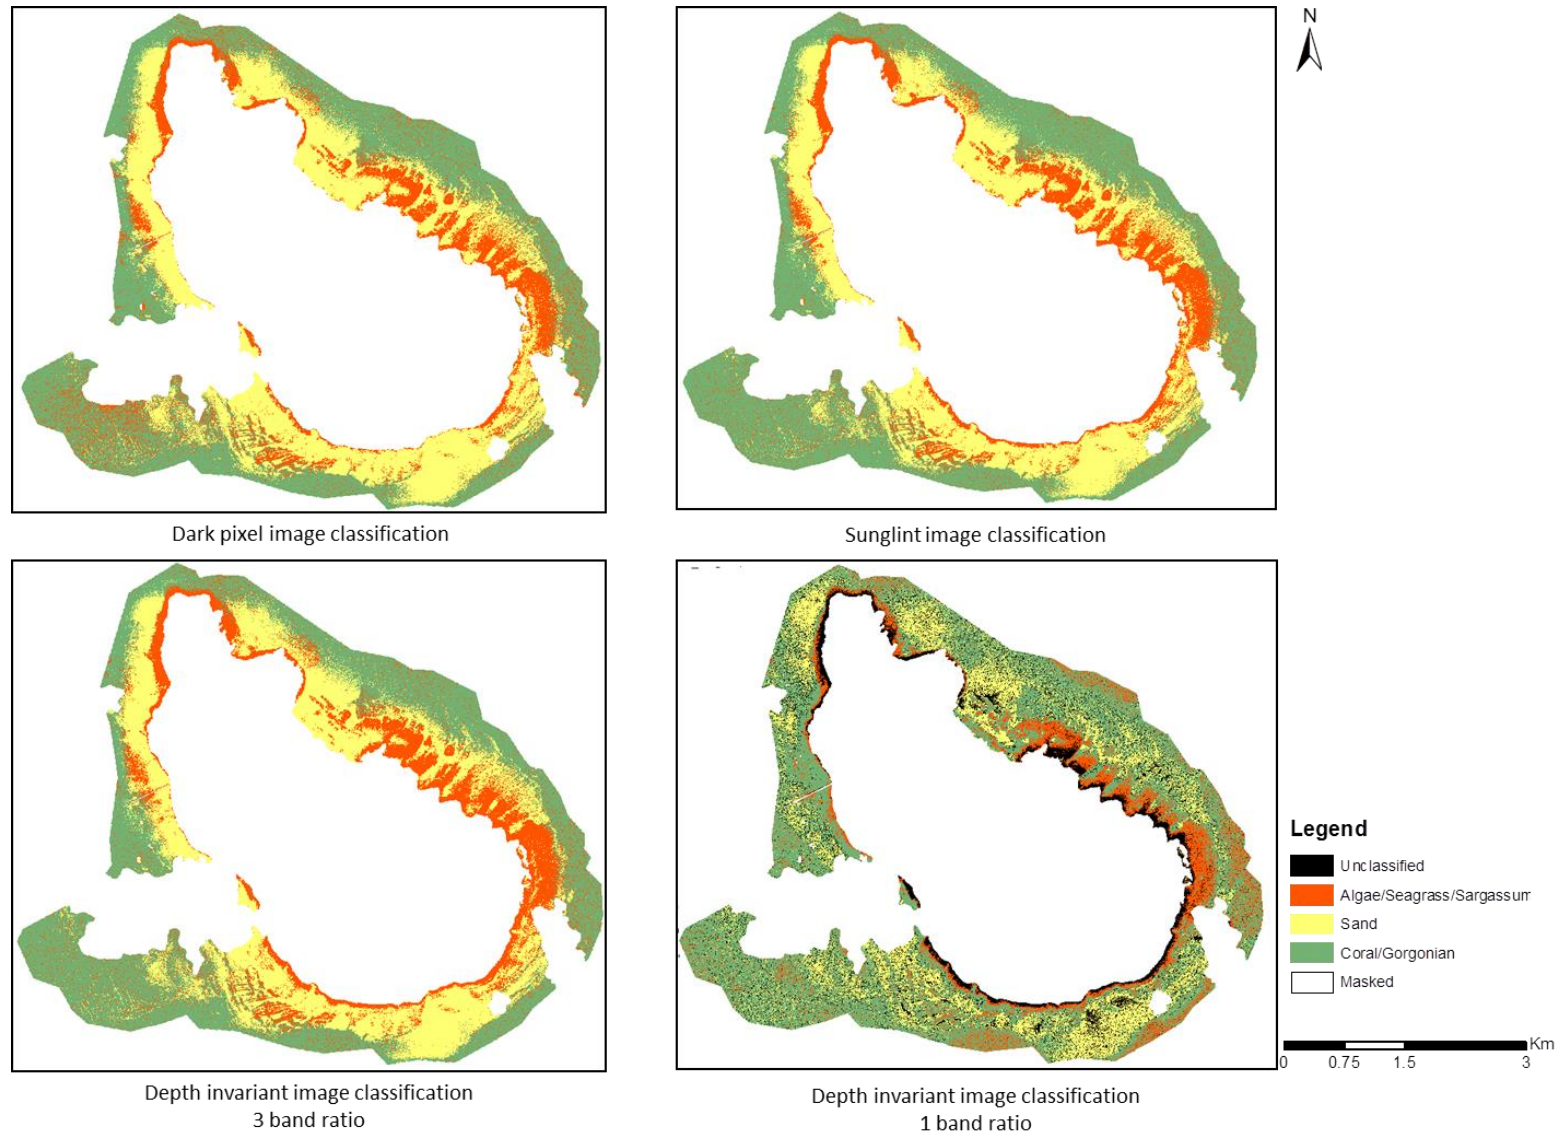 N
Dark pixel image classification
Sunglint image classification
Depth invariant image classification
3 band ratio
Depth invariant image classification
1 band ratio
Legend
Unclassified
Algae/Seagrass/Sargassum
Sand
Coral/Gorgonian
Masked
Km
0 0.75 1.5 3